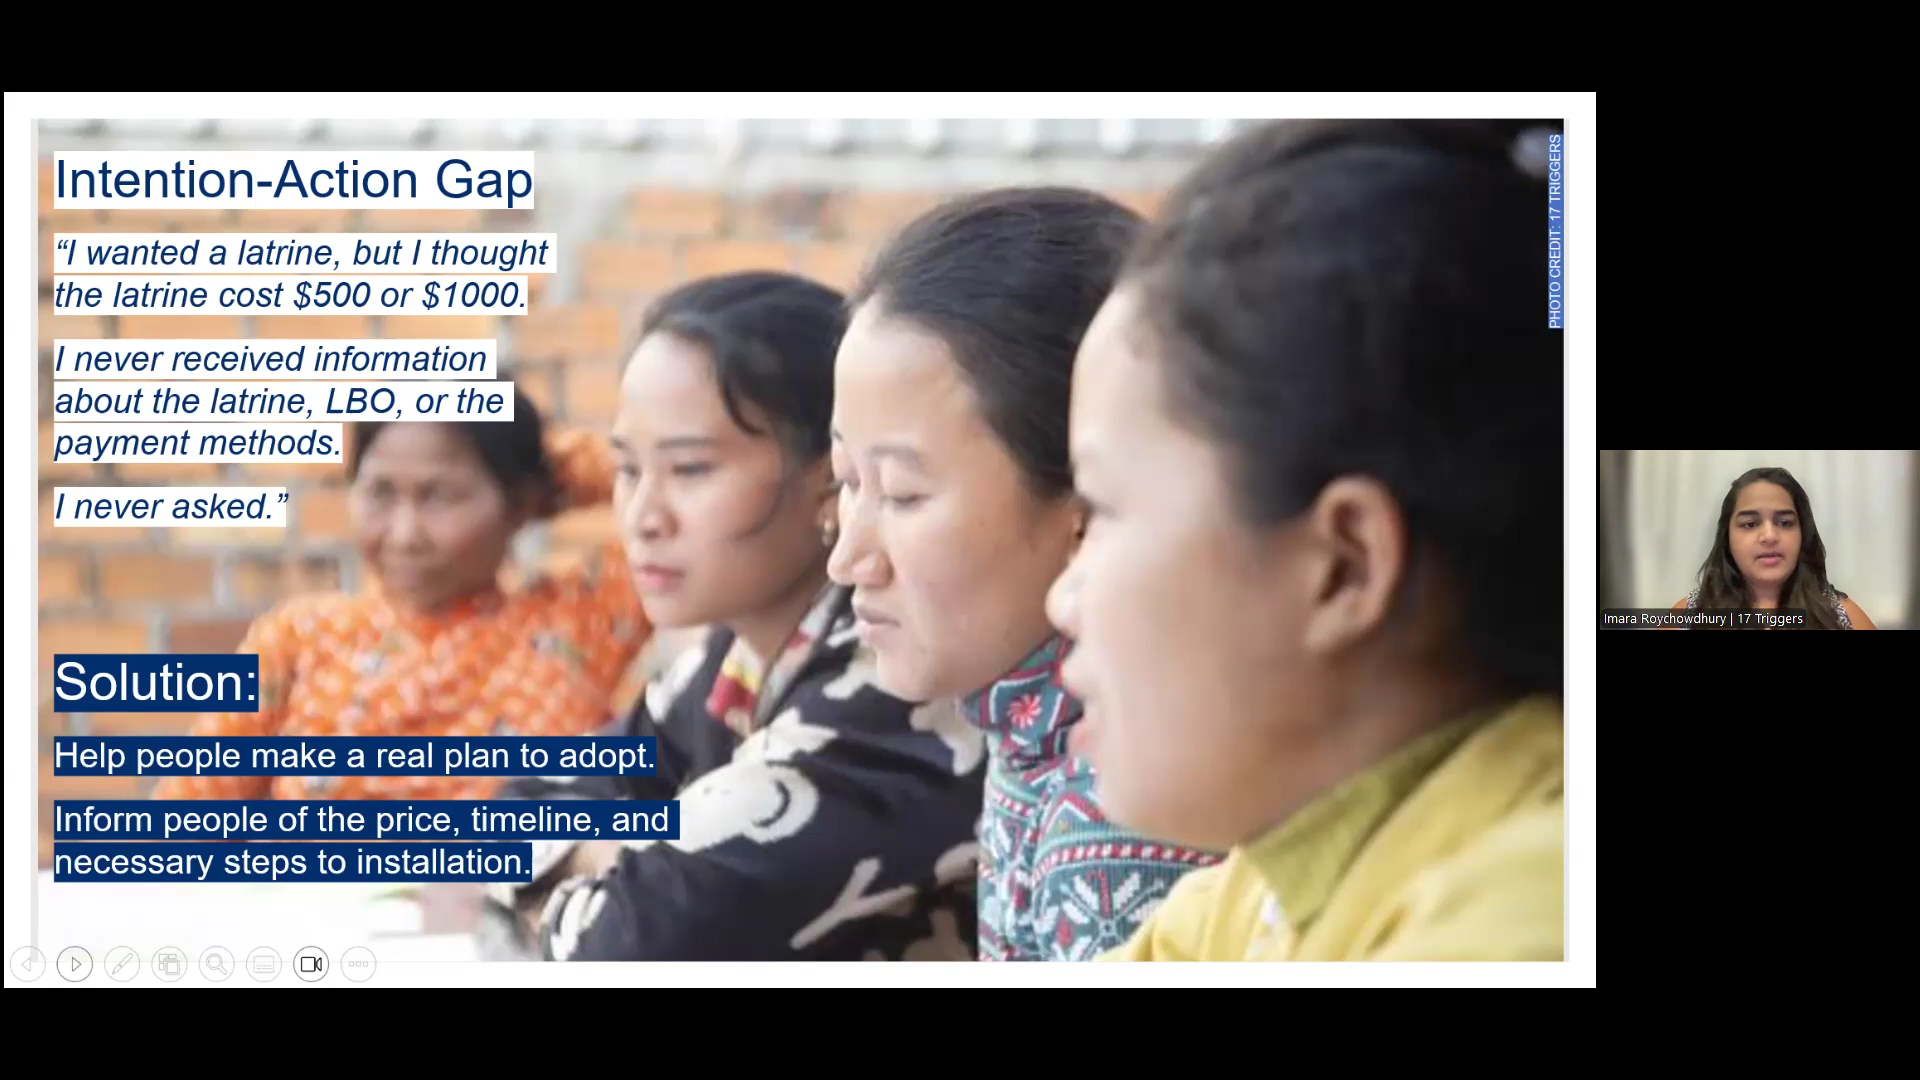 Intention-Action Gap
“I wanted a latrine, but I thought
the latrine cost $500 or $1000.
I never received information
about the latrine, LBO, or the
payment methods.
I never asked.”
Solution:
Help people make a real plan to adopt.
Inform people of the price, timeline, and
necessary steps to installation.
PHOTO CREDIT: 17 TRIGGERS
Imara Roychowdhury | 17 Triggers